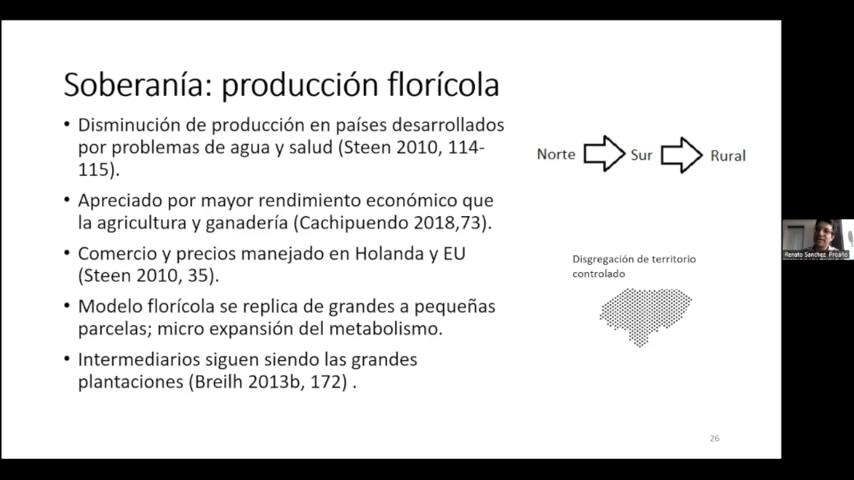 Soberanía: producción florícola
• Disminución de producción en países desarrollados
por problemas de agua y salud (Steen 2010, 114-
115).
• Apreciado por mayor rendimiento económico que
la agricultura y ganadería (Cachipuendo 2018,73).
• Comercio y precios manejado en Holanda y EU
(Steen 2010, 35).
• Modelo florícola se replica de grandes a pequeñas
parcelas; micro expansión del metabolismo.
• Intermediarios siguen siendo las grandes
plantaciones (Breilh 2013b, 172) .
Norte Sur Rural
Disgregación de territorio
controlado
26
Renato Sánchez Proaño